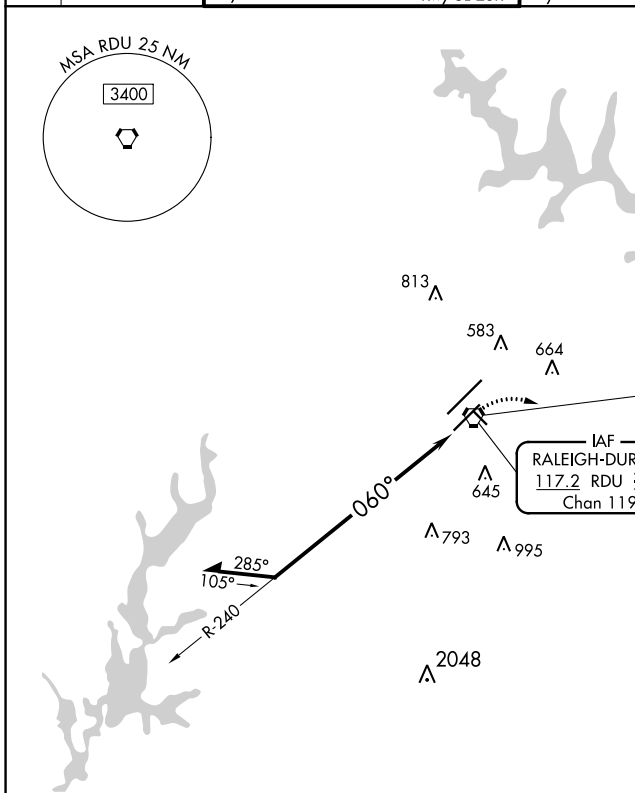 MSA RDU 25 NM
3400
813
583
664
IAF
RALEIGH-DUR
117.2 RDU
Chan 119
645
793
995
060°
285°
105°
R-240
2048